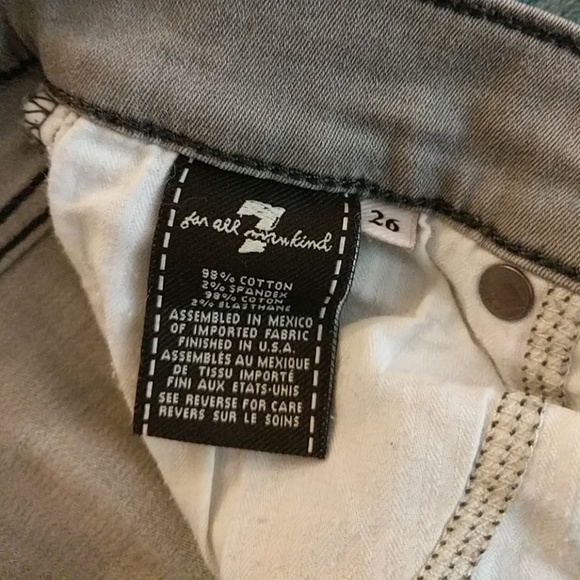 7
for all mankind
26
98% COTTON
2% SPANDEX
98% COTON
2% ELASTHANE
ASSEMBLED IN MEXICO
OF IMPORTED FABRIC
FINISHED IN U.S.A.
ASSEMBLÉS AU MEXIQUE
DE TISSU IMPORTÉ
FINI AUX ETATS-UNIS
SEE REVERSE FOR CARE
REVERS SUR LE SOINS